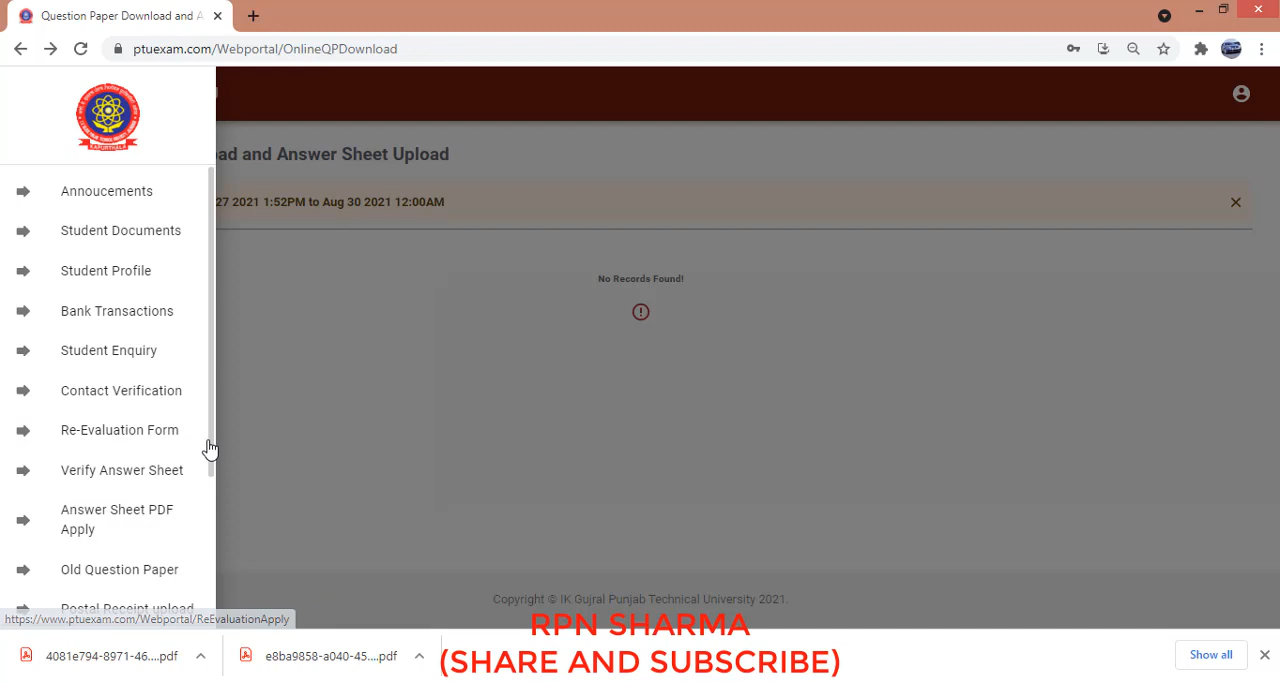 Question Paper Download and A
ptuexam.com/Webportal/OnlineQPDownload
KAPURTHALA
ad and Answer Sheet Upload
27 2021 1:52PM to Aug 30 2021 12:00AM
No Records Found!
Annoucements
Student Documents
Student Profile
Bank Transactions
Student Enquiry
Contact Verification
Re-Evaluation Form
Verify Answer Sheet
Answer Sheet PDF
Apply
Old Question Paper
Postal Receipt upload
https://www.ptuexam.com/Webportal/ReEvaluationApply
Copyright © IK Gujral Punjab Technical University 2021.
RPN SHARMA
(SHARE AND SUBSCRIBE)
4081e794-8971-46....pdf
e8ba9858-a040-45....pdf
Show all